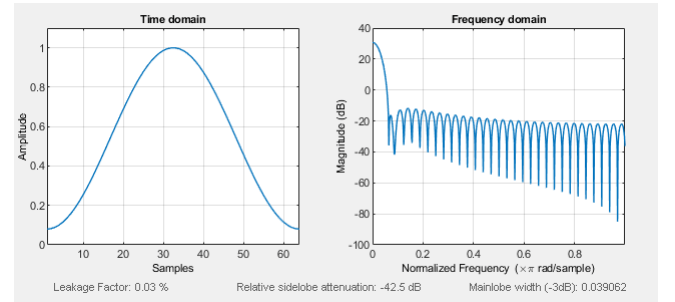 Time domain
Frequency domain
Amplitude
1
0.8
0.6
0.4
0.2
0
10
20
30
40
50
60
Samples
Magnitude (dB)
40
20
0
-20
-40
-60
-80
-100
0
0.2
0.4
0.6
0.8
Normalized Frequency (×π rad/sample)
Leakage Factor: 0.03 %
Relative sidelobe attenuation: -42.5 dB
Mainlobe width (-3dB): 0.039062